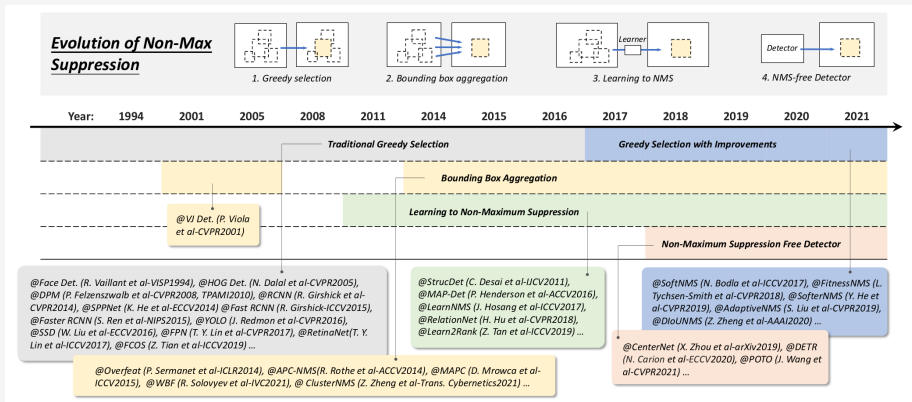 Evolution of Non-Max
Suppression
Learner
Detector
1. Greedy selection
2. Bounding box aggregation
3. Learning to NMS
4. NMS-free Detector
Year: 1994 2001 2005 2008 2011 2014 2016 2017 2018 2019 2020 2021
Traditional Greedy Selection
Greedy Selection with Improvements
Bounding Box Aggregation
Learning to Non-Maximum Suppression
Non-Maximum Suppression Free Detector
@VJ Det. (P. Viola
et al-CVPR2001)
@Face Det. (R. Vaillant et al-VISP1994), @HOG Det. (N. Dalal et al-CVPR2005),
@DPM (P. Felzenszwalb et al-CVPR2008, TPAMI2010), @RCNN (R. Girshick et al-
CVPR2014), @SPPNet (K. He et al-ECCV2014) @Fast RCNN (R. Girshick-ICCV2015),
@Faster RCNN (S. Ren et al-NIPS2015), @YOLO (J. Redmon et al-CVPR2016),
@SSD (W. Liu et al-ECCV2016), @FPN (T. Y. Lin et al-CVPR2017), @RetinaNet(T. Y.
Lin et al-ICCV2017), @FCOS (Z. Tian et al-ICCV2019) ...
@StrucDet (C. Desai et al-IJCV2011),
@MAP-Det (P. Henderson et al-ACCV2016),
@LearnNMS (J. Hosang et al-ICCV2017),
@RelationNet (H. Hu et al-CVPR2018),
@Learn2Rank (Z. Tan et al-ICCV2019) ...
@SoftNMS (N. Bodla et al-ICCV2017), @FitnessNMS (L.
Tychsen-Smith et al-CVPR2018), @SofterNMS (Y. He et
al-CVPR2019), @AdaptiveNMS (S. Liu et al-CVPR2019),
@DIoUNMS (Z. Zheng et al-AAAI2020) ...
@CenterNet (X. Zhou et al-arXiv2019), @DETR
(N. Carion et al-ECCV2020), @POTO (J. Wang et al-
CVPR2021) ...
@Overfeat (P. Sermanet et al-ICLR2014), @APC-NMS(R. Rothe et al-ACCV2014), @MAPC (D. Mrowca et al-
ICCV2015), @WBF (R. Solovyev et al-IVC2021), @ ClusterNMS (Z. Zheng et al-Trans. Cybernetics2021) ...